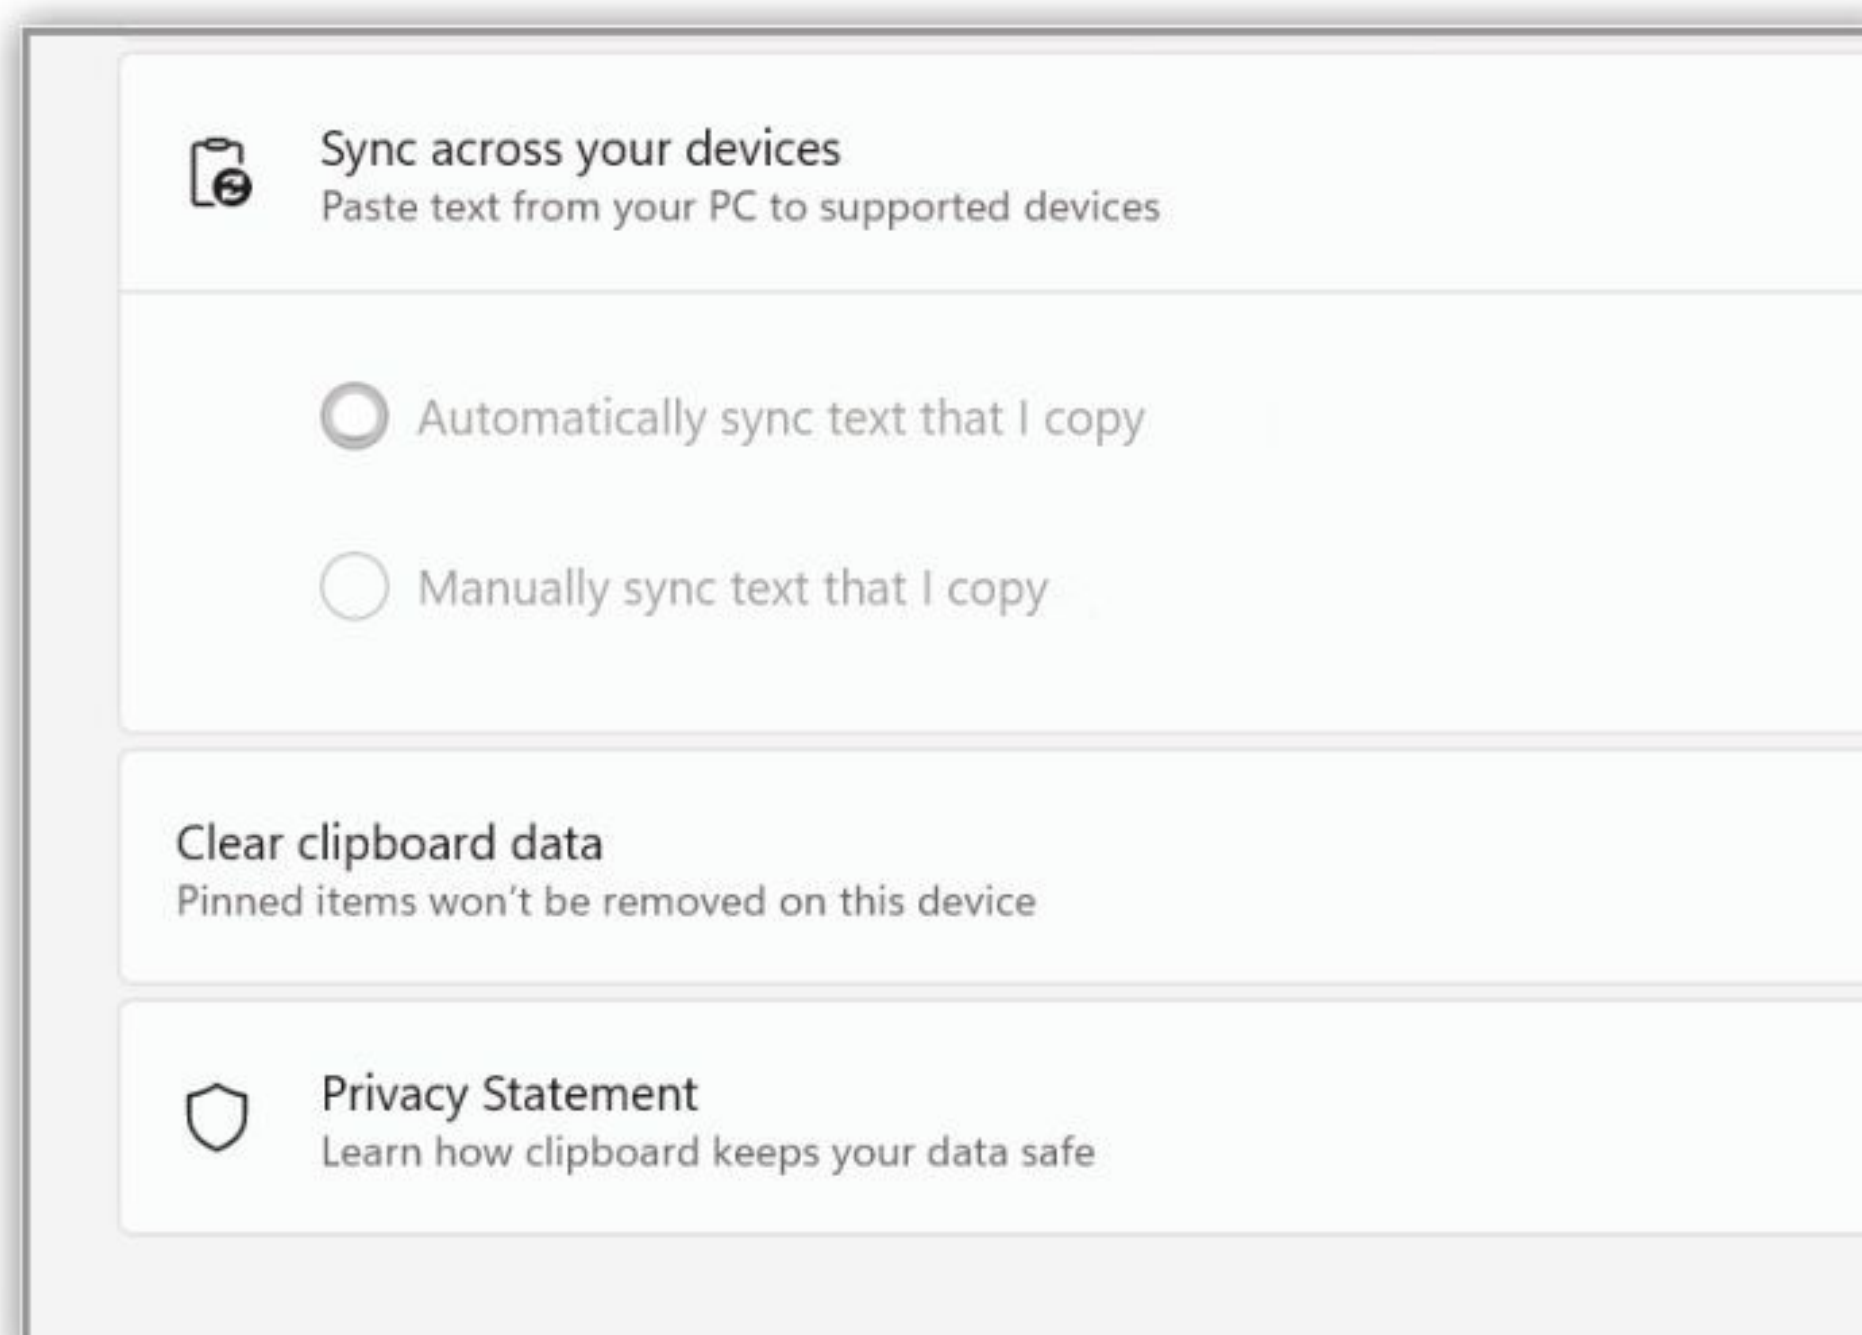 Sync across your devices
Paste text from your PC to supported devices
Automatically sync text that I copy
Manually sync text that I copy
Clear clipboard data
Pinned items won't be removed on this device
Privacy Statement
Learn how clipboard keeps your data safe